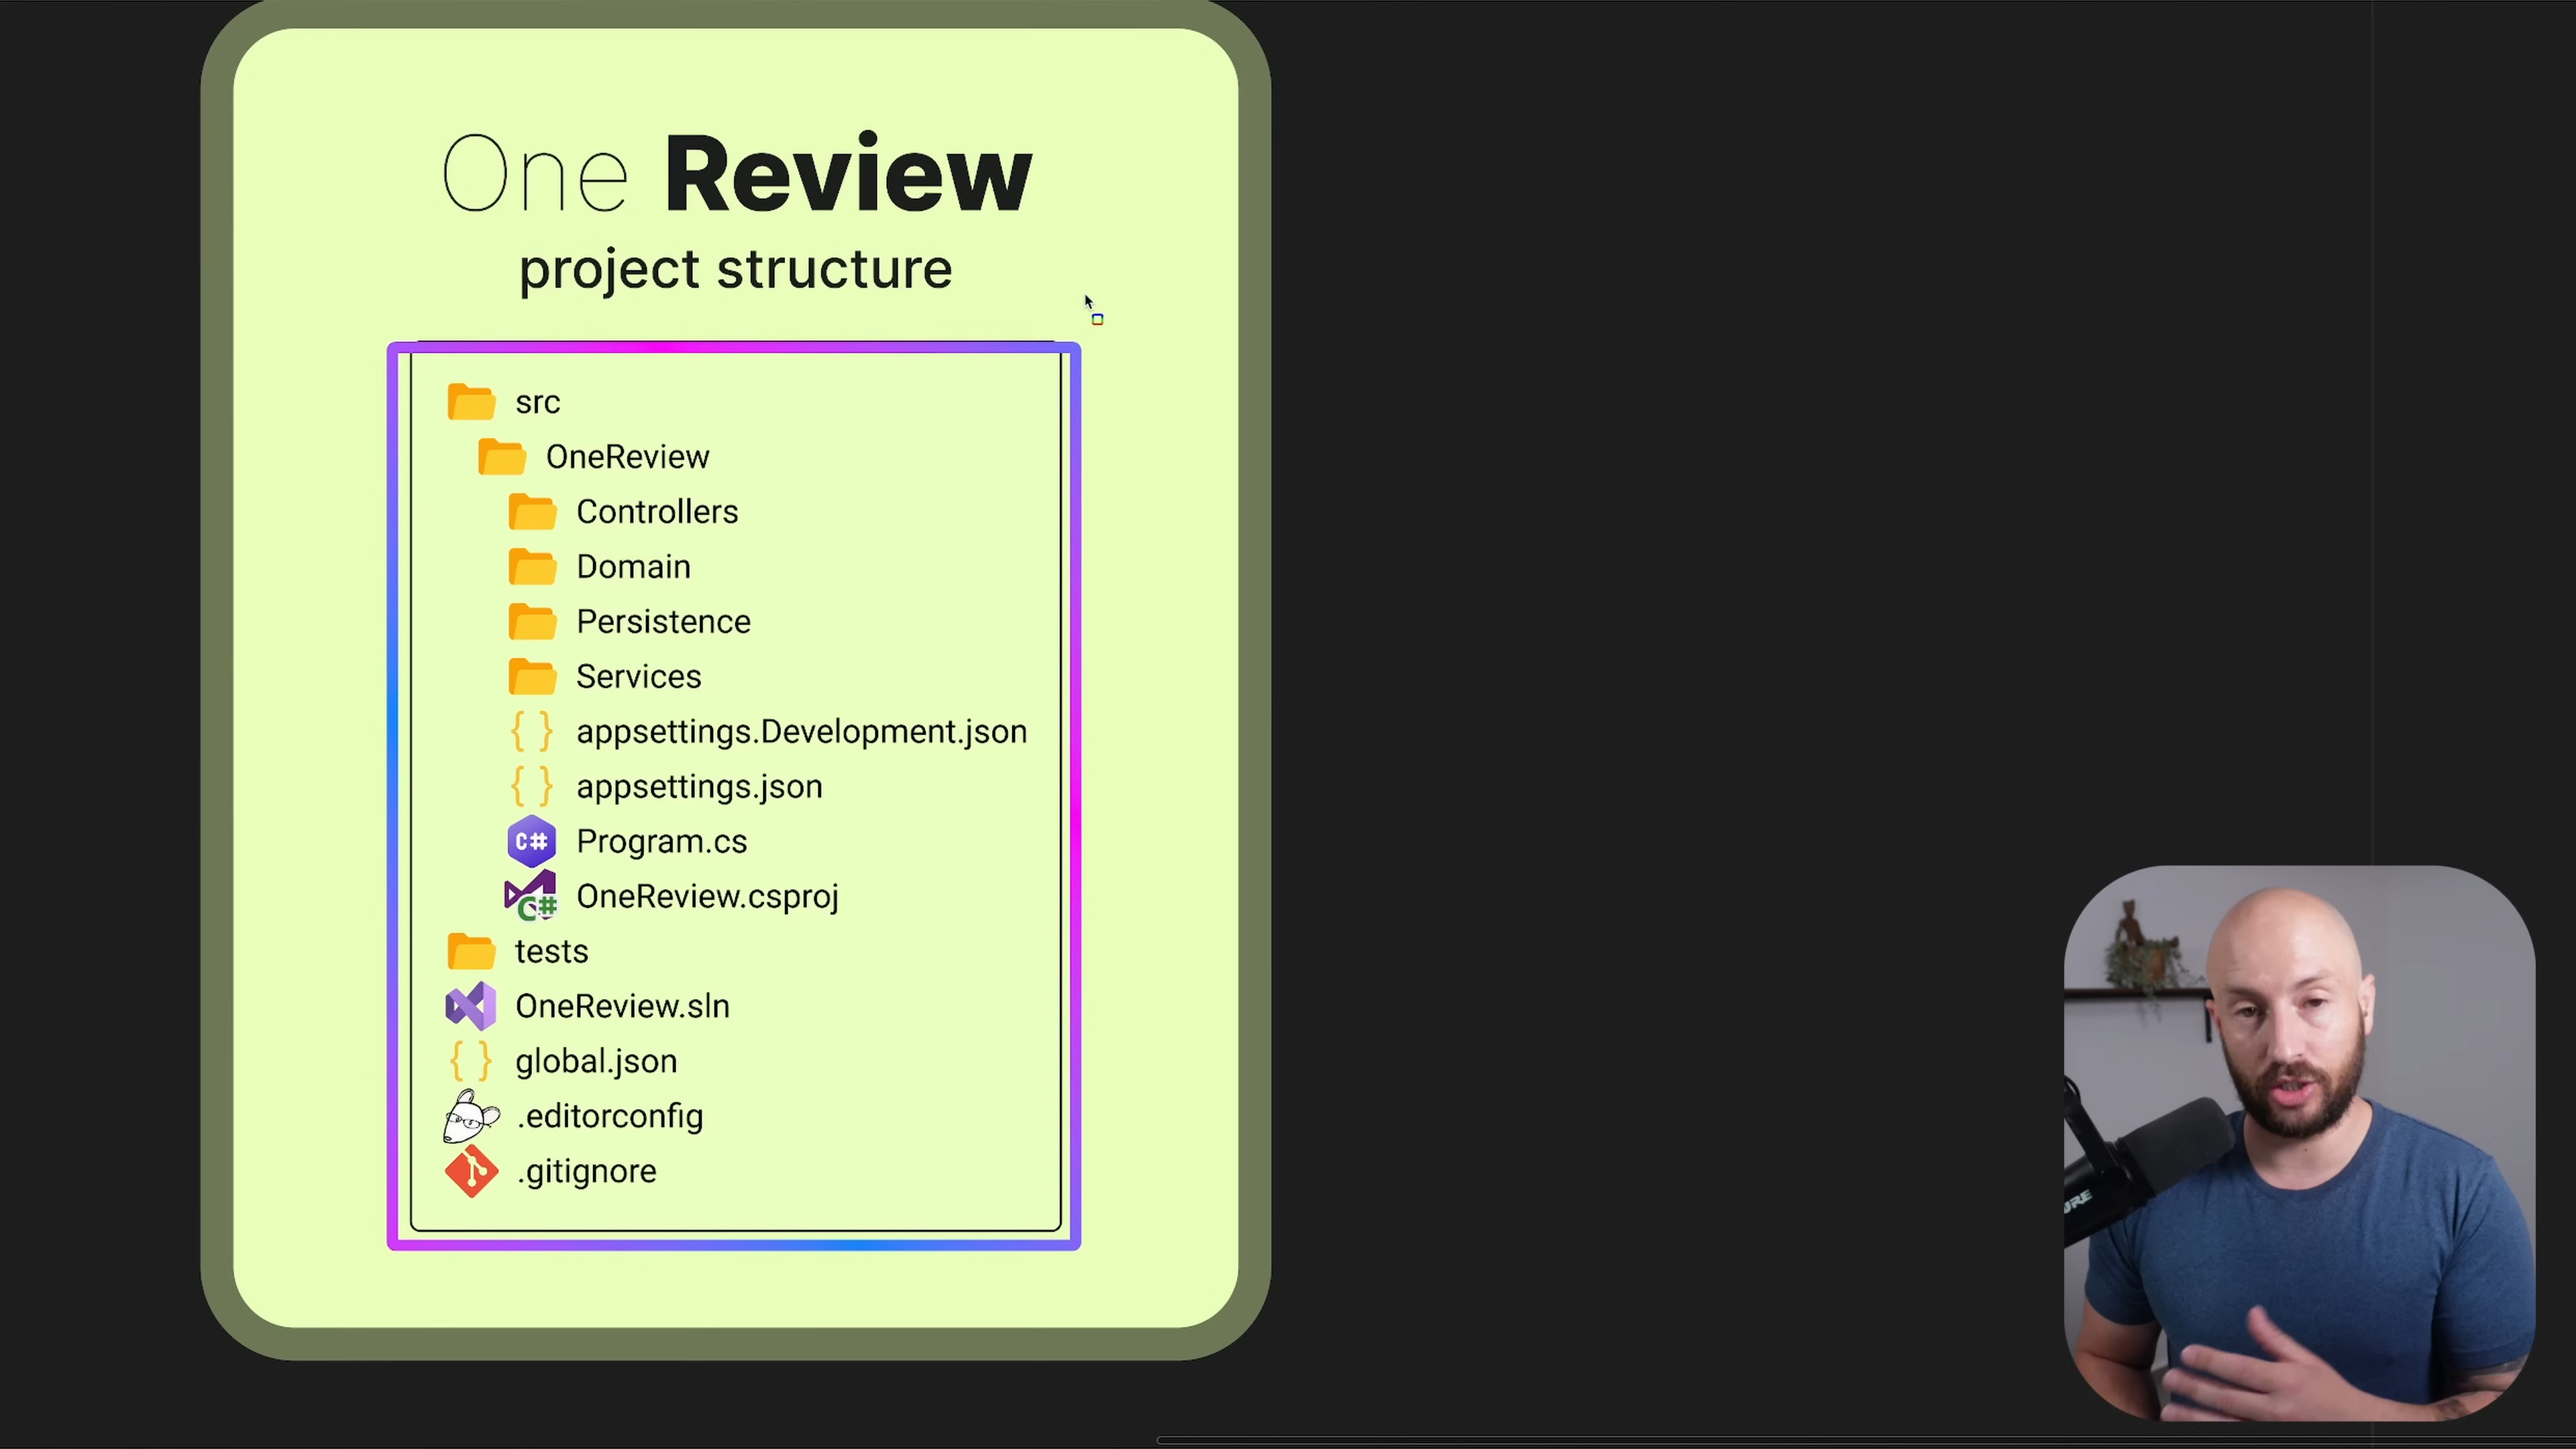 One Review
project structure
src
OneReview
Controllers
Domain
Persistence
Services
{ } appsettings.Development.json
{ } appsettings.json
C# Program.cs
C# OneReview.csproj
tests
OneReview.sln
{ } global.json
.editorconfig
.gitignore
URE